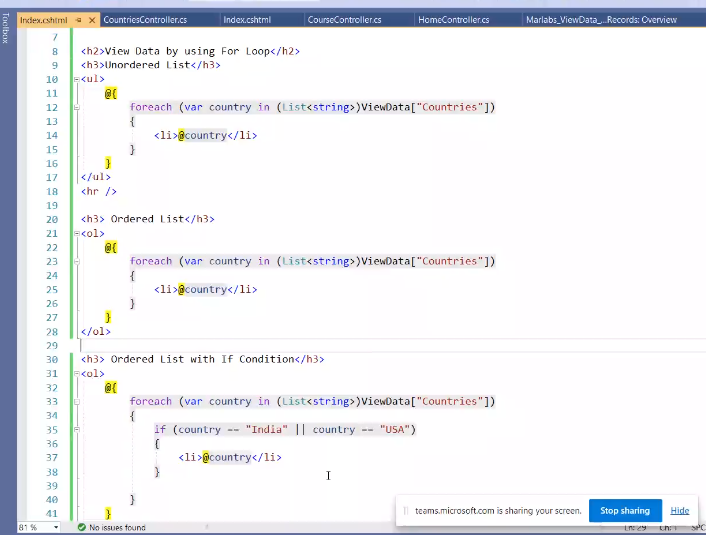 Toolbox
Index.cshtml CountriesController.cs Index.cshtml CourseController.cs HomeController.cs Marlabs_ViewData_...Records: Overview
7
8 <h2>View Data by using For Loop</h2>
9 <h3>Unordered List</h3>
10 <ul>
11 @{
12 foreach (var country in (List<string>)ViewData["Countries"])
13 {
14 <li>@country</li>
15 }
16 }
17 </ul>
18 <hr />
19
20 <h3> Ordered List</h3>
21 <ol>
22 @{
23 foreach (var country in (List<string>)ViewData["Countries"])
24 {
25 <li>@country</li>
26 }
27 }
28 </ol>
29
30 <h3> Ordered List with If Condition</h3>
31 <ol>
32 @{
33 foreach (var country in (List<string>)ViewData["Countries"])
34 {
35 if (country == "India" || country == "USA")
36 {
37 <li>@country</li>
38 }
39
40 }
41 }
teams.microsoft.com is sharing your screen. Stop sharing Hide
81 % No issues found Ln: 29 Ch: 1 SPC